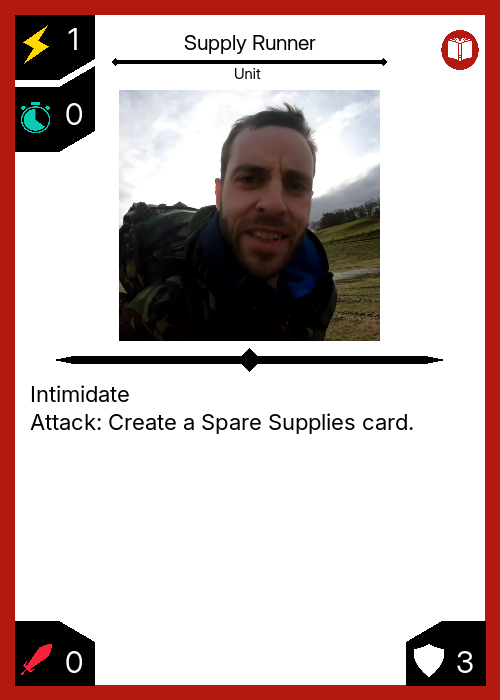 1
Supply Runner
Unit
0
Intimidate
Attack: Create a Spare Supplies card.
0
3